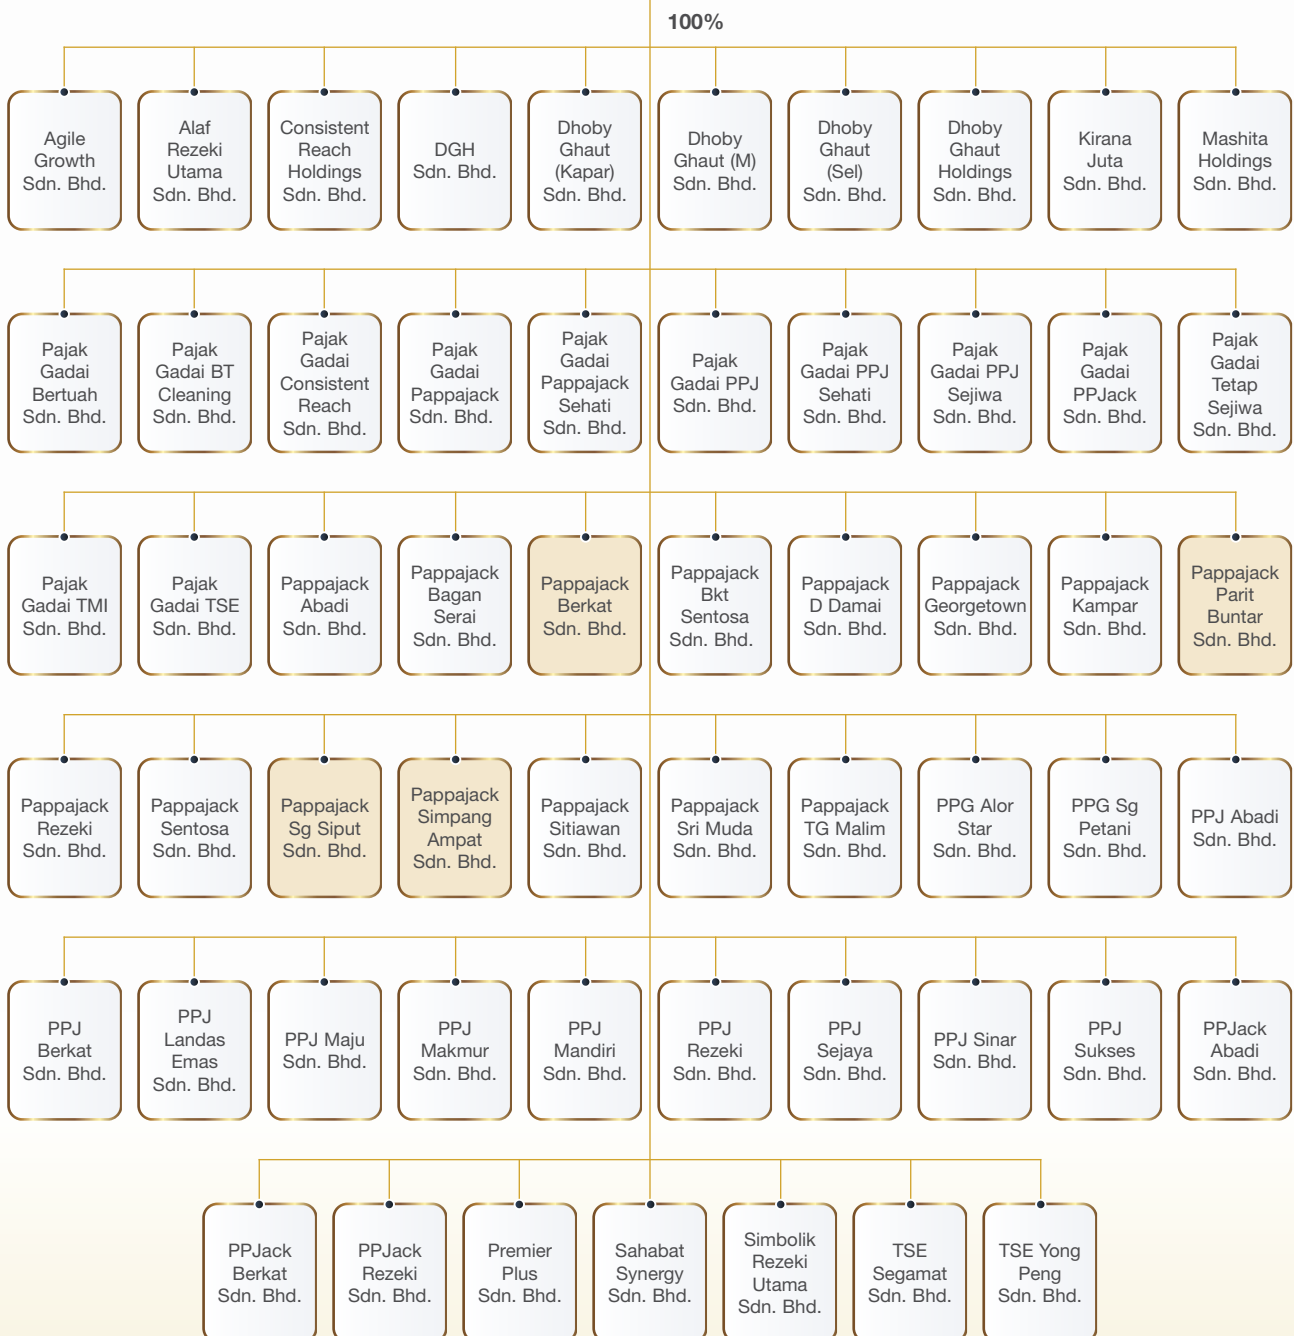 100%
Agile
Growth
Sdn. Bhd.
Alaf
Rezeki
Utama
Sdn. Bhd.
Consistent
Reach
Holdings
Sdn. Bhd.
DGH
Sdn. Bhd.
Dhoby
Ghaut
(Kapar)
Sdn. Bhd.
Dhoby
Ghaut (M)
Sdn. Bhd.
Dhoby
Ghaut
(Sel)
Sdn. Bhd.
Dhoby
Ghaut
Holdings
Sdn. Bhd.
Kirana
Juta
Sdn. Bhd.
Mashita
Holdings
Sdn. Bhd.
Pajak
Gadai
Bertuah
Sdn. Bhd.
Pajak
Gadai BT
Cleaning
Sdn. Bhd.
Pajak
Gadai
Consistent
Reach
Sdn. Bhd.
Pajak
Gadai
Pappajack
Sdn. Bhd.
Pajak
Gadai
Pappajack
Sehati
Sdn. Bhd.
Pajak
Gadai PPJ
Sdn. Bhd.
Pajak
Gadai PPJ
Sehati
Sdn. Bhd.
Pajak
Gadai PPJ
Sejiwa
Sdn. Bhd.
Pajak
Gadai
PPJack
Sdn. Bhd.
Pajak
Gadai
Tetap
Sejiwa
Sdn. Bhd.
Pajak
Gadai TMI
Sdn. Bhd.
Pajak
Gadai TSE
Sdn. Bhd.
Pappajack
Abadi
Sdn. Bhd.
Pappajack
Bagan
Serai
Sdn. Bhd.
Pappajack
Berkat
Sdn. Bhd.
Pappajack
Bkt
Sentosa
Sdn. Bhd.
Pappajack
D Damai
Sdn. Bhd.
Pappajack
Georgetown
Sdn. Bhd.
Pappajack
Kampar
Sdn. Bhd.
Pappajack
Parit
Buntar
Sdn. Bhd.
Pappajack
Rezeki
Sdn. Bhd.
Pappajack
Sentosa
Sdn. Bhd.
Pappajack
Sg Siput
Sdn. Bhd.
Pappajack
Simpang
Ampat
Sdn. Bhd.
Pappajack
Sitiawan
Sdn. Bhd.
Pappajack
Sri Muda
Sdn. Bhd.
Pappajack
TG Malim
Sdn. Bhd.
PPG Alor
Star
Sdn. Bhd.
PPG Sg
Petani
Sdn. Bhd.
PPJ Abadi
Sdn. Bhd.
PPJ
Berkat
Sdn. Bhd.
PPJ
Landas
Emas
Sdn. Bhd.
PPJ Maju
Sdn. Bhd.
PPJ
Makmur
Sdn. Bhd.
PPJ
Mandiri
Sdn. Bhd.
PPJ
Rezeki
Sdn. Bhd.
PPJ
Sejaya
Sdn. Bhd.
PPJ Sinar
Sdn. Bhd.
PPJ
Sukses
Sdn. Bhd.
PPJack
Abadi
Sdn. Bhd.
PPJack
Berkat
Sdn. Bhd.
PPJack
Rezeki
Sdn. Bhd.
Premier
Plus
Sdn. Bhd.
Sahabat
Synergy
Sdn. Bhd.
Simbolik
Rezeki
Utama
Sdn. Bhd.
TSE
Segamat
Sdn. Bhd.
TSE Yong
Peng
Sdn. Bhd.